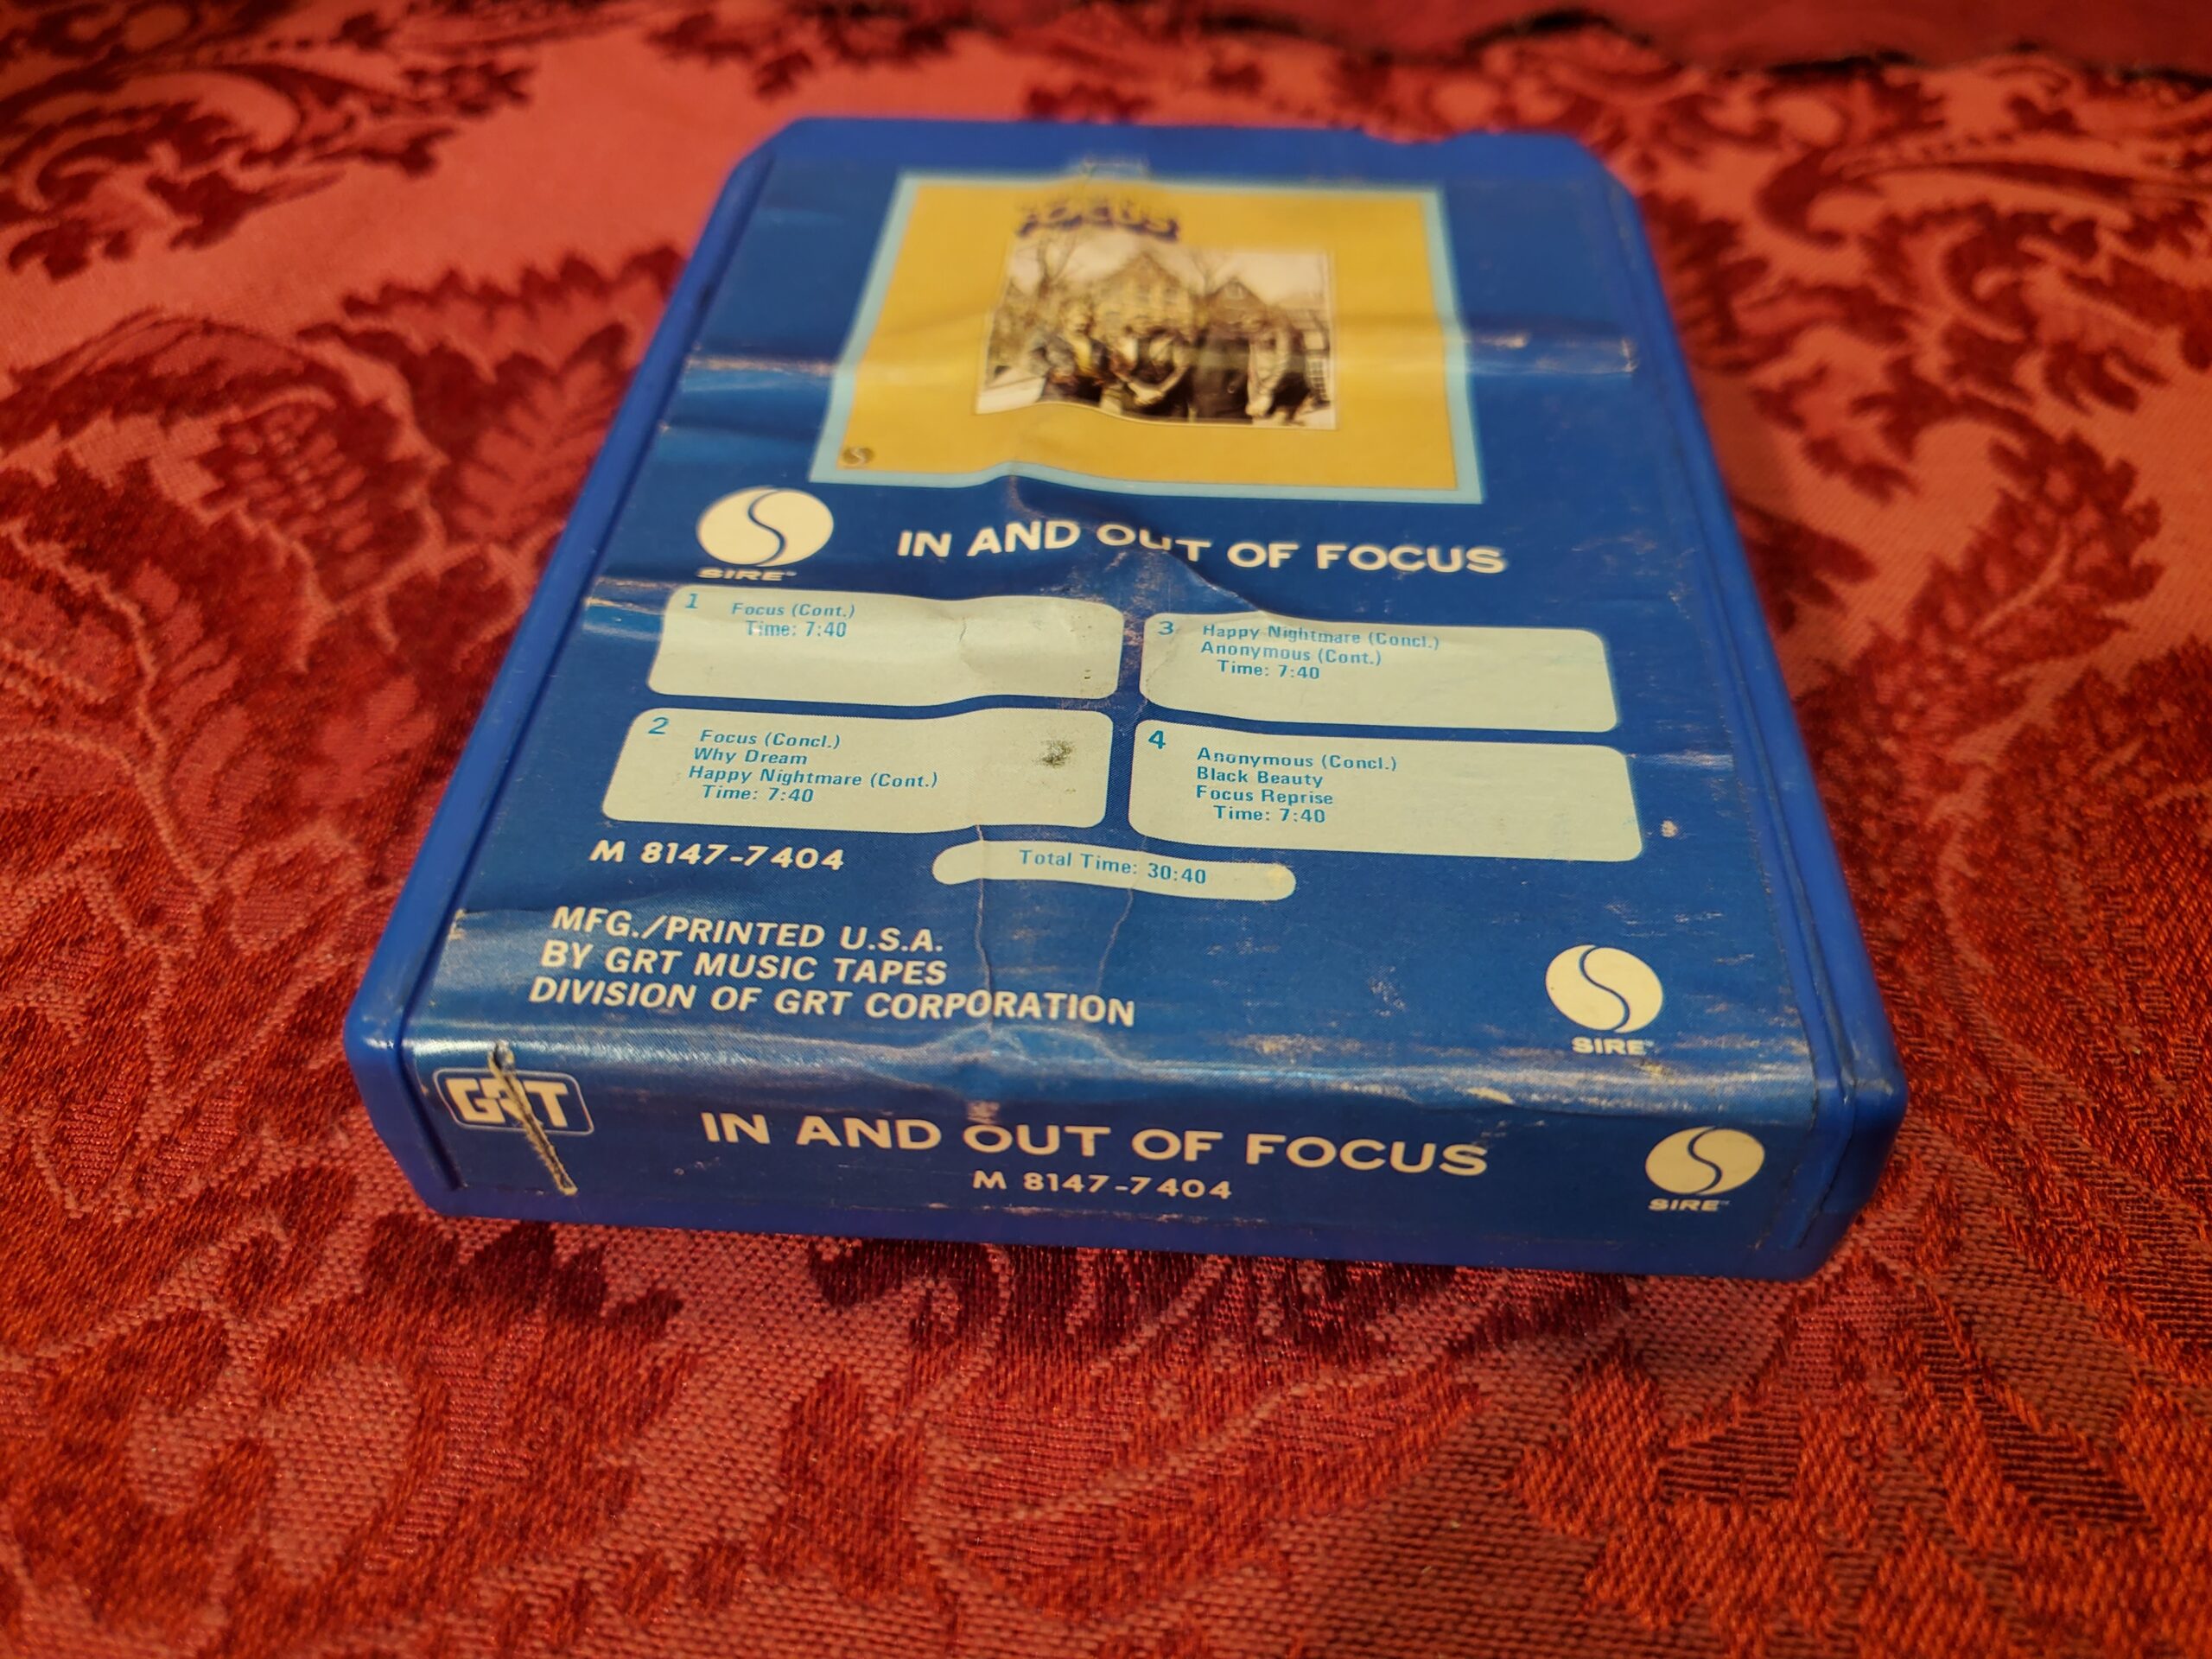 focus
SIRE™
IN AND OUT OF FOCUS
1 Focus (Cont.)
Time: 7:40
2 Focus (Concl.)
Why Dream
Happy Nightmare (Cont.)
Time: 7:40
3 Happy Nightmare (Concl.)
Anonymous (Cont.)
Time: 7:40
4 Anonymous (Concl.)
Black Beauty
Focus Reprise
Time: 7:40
M 8147-7404
Total Time: 30:40
MFG./PRINTED U.S.A.
BY GRT MUSIC TAPES
DIVISION OF GRT CORPORATION
SIRE™
GRT
IN AND OUT OF FOCUS
M 8147-7404
SIRE™